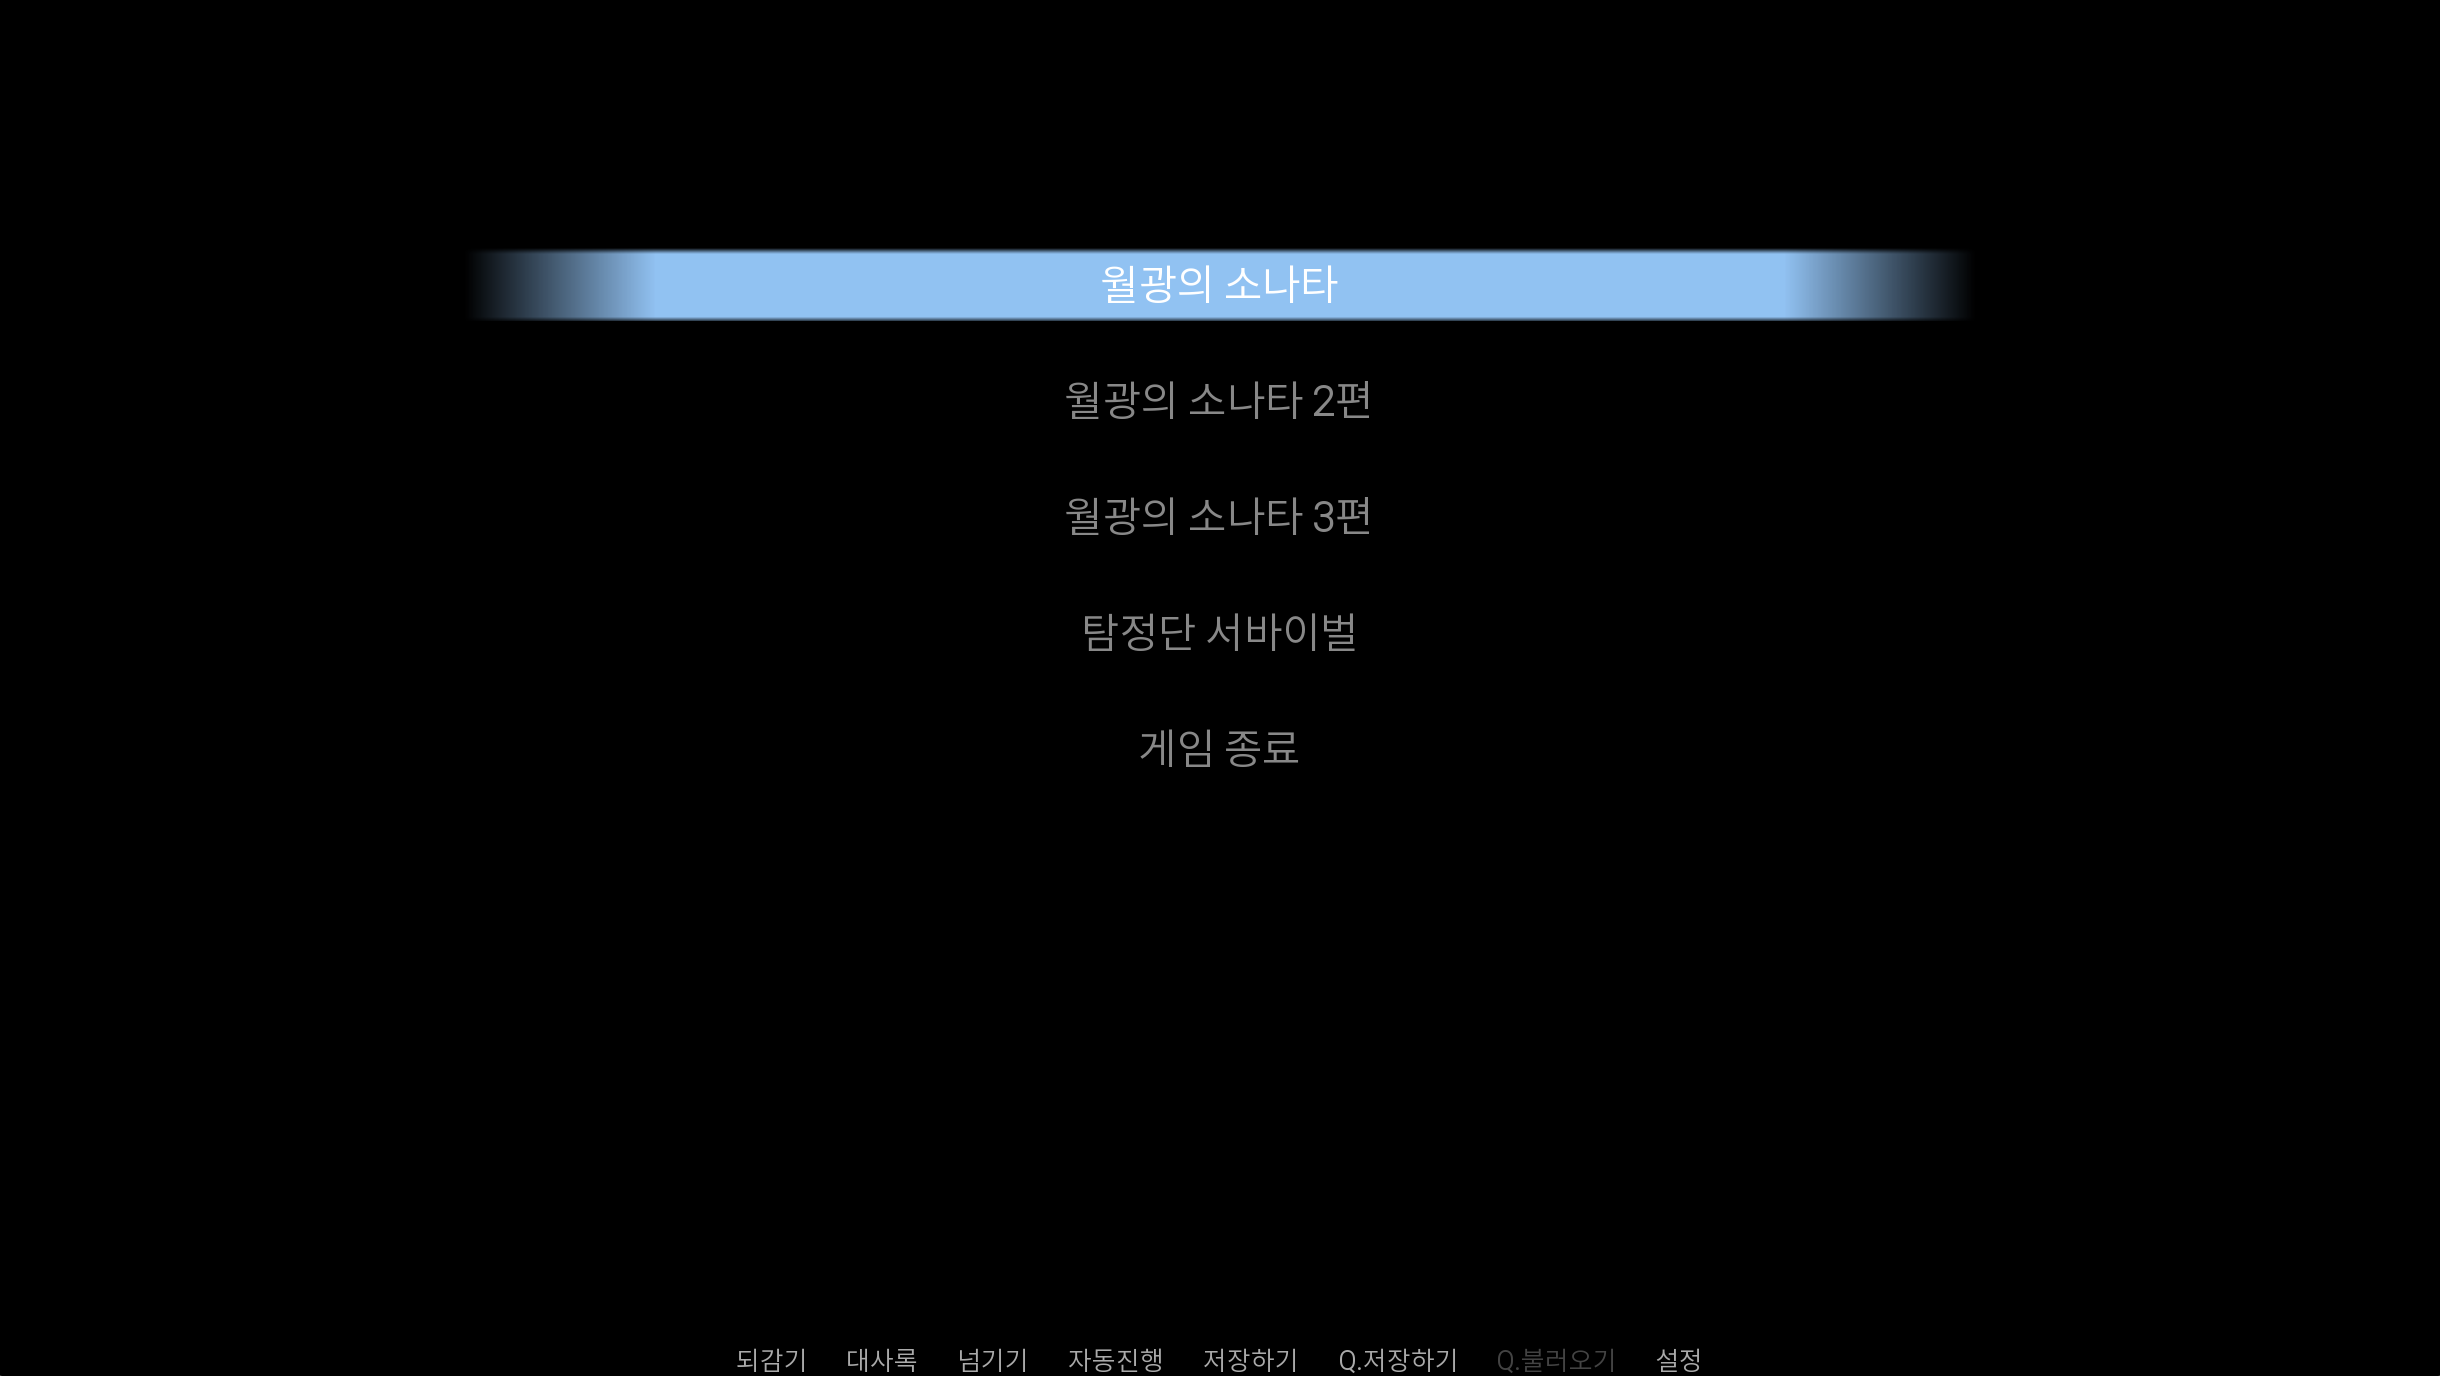 월광의 소나타
월광의 소나타 2편
월광의 소나타 3편
탐정단 서바이벌
게임 종료
되감기 대사록 넘기기 자동진행 저장하기 Q.저장하기 Q.불러오기 설정